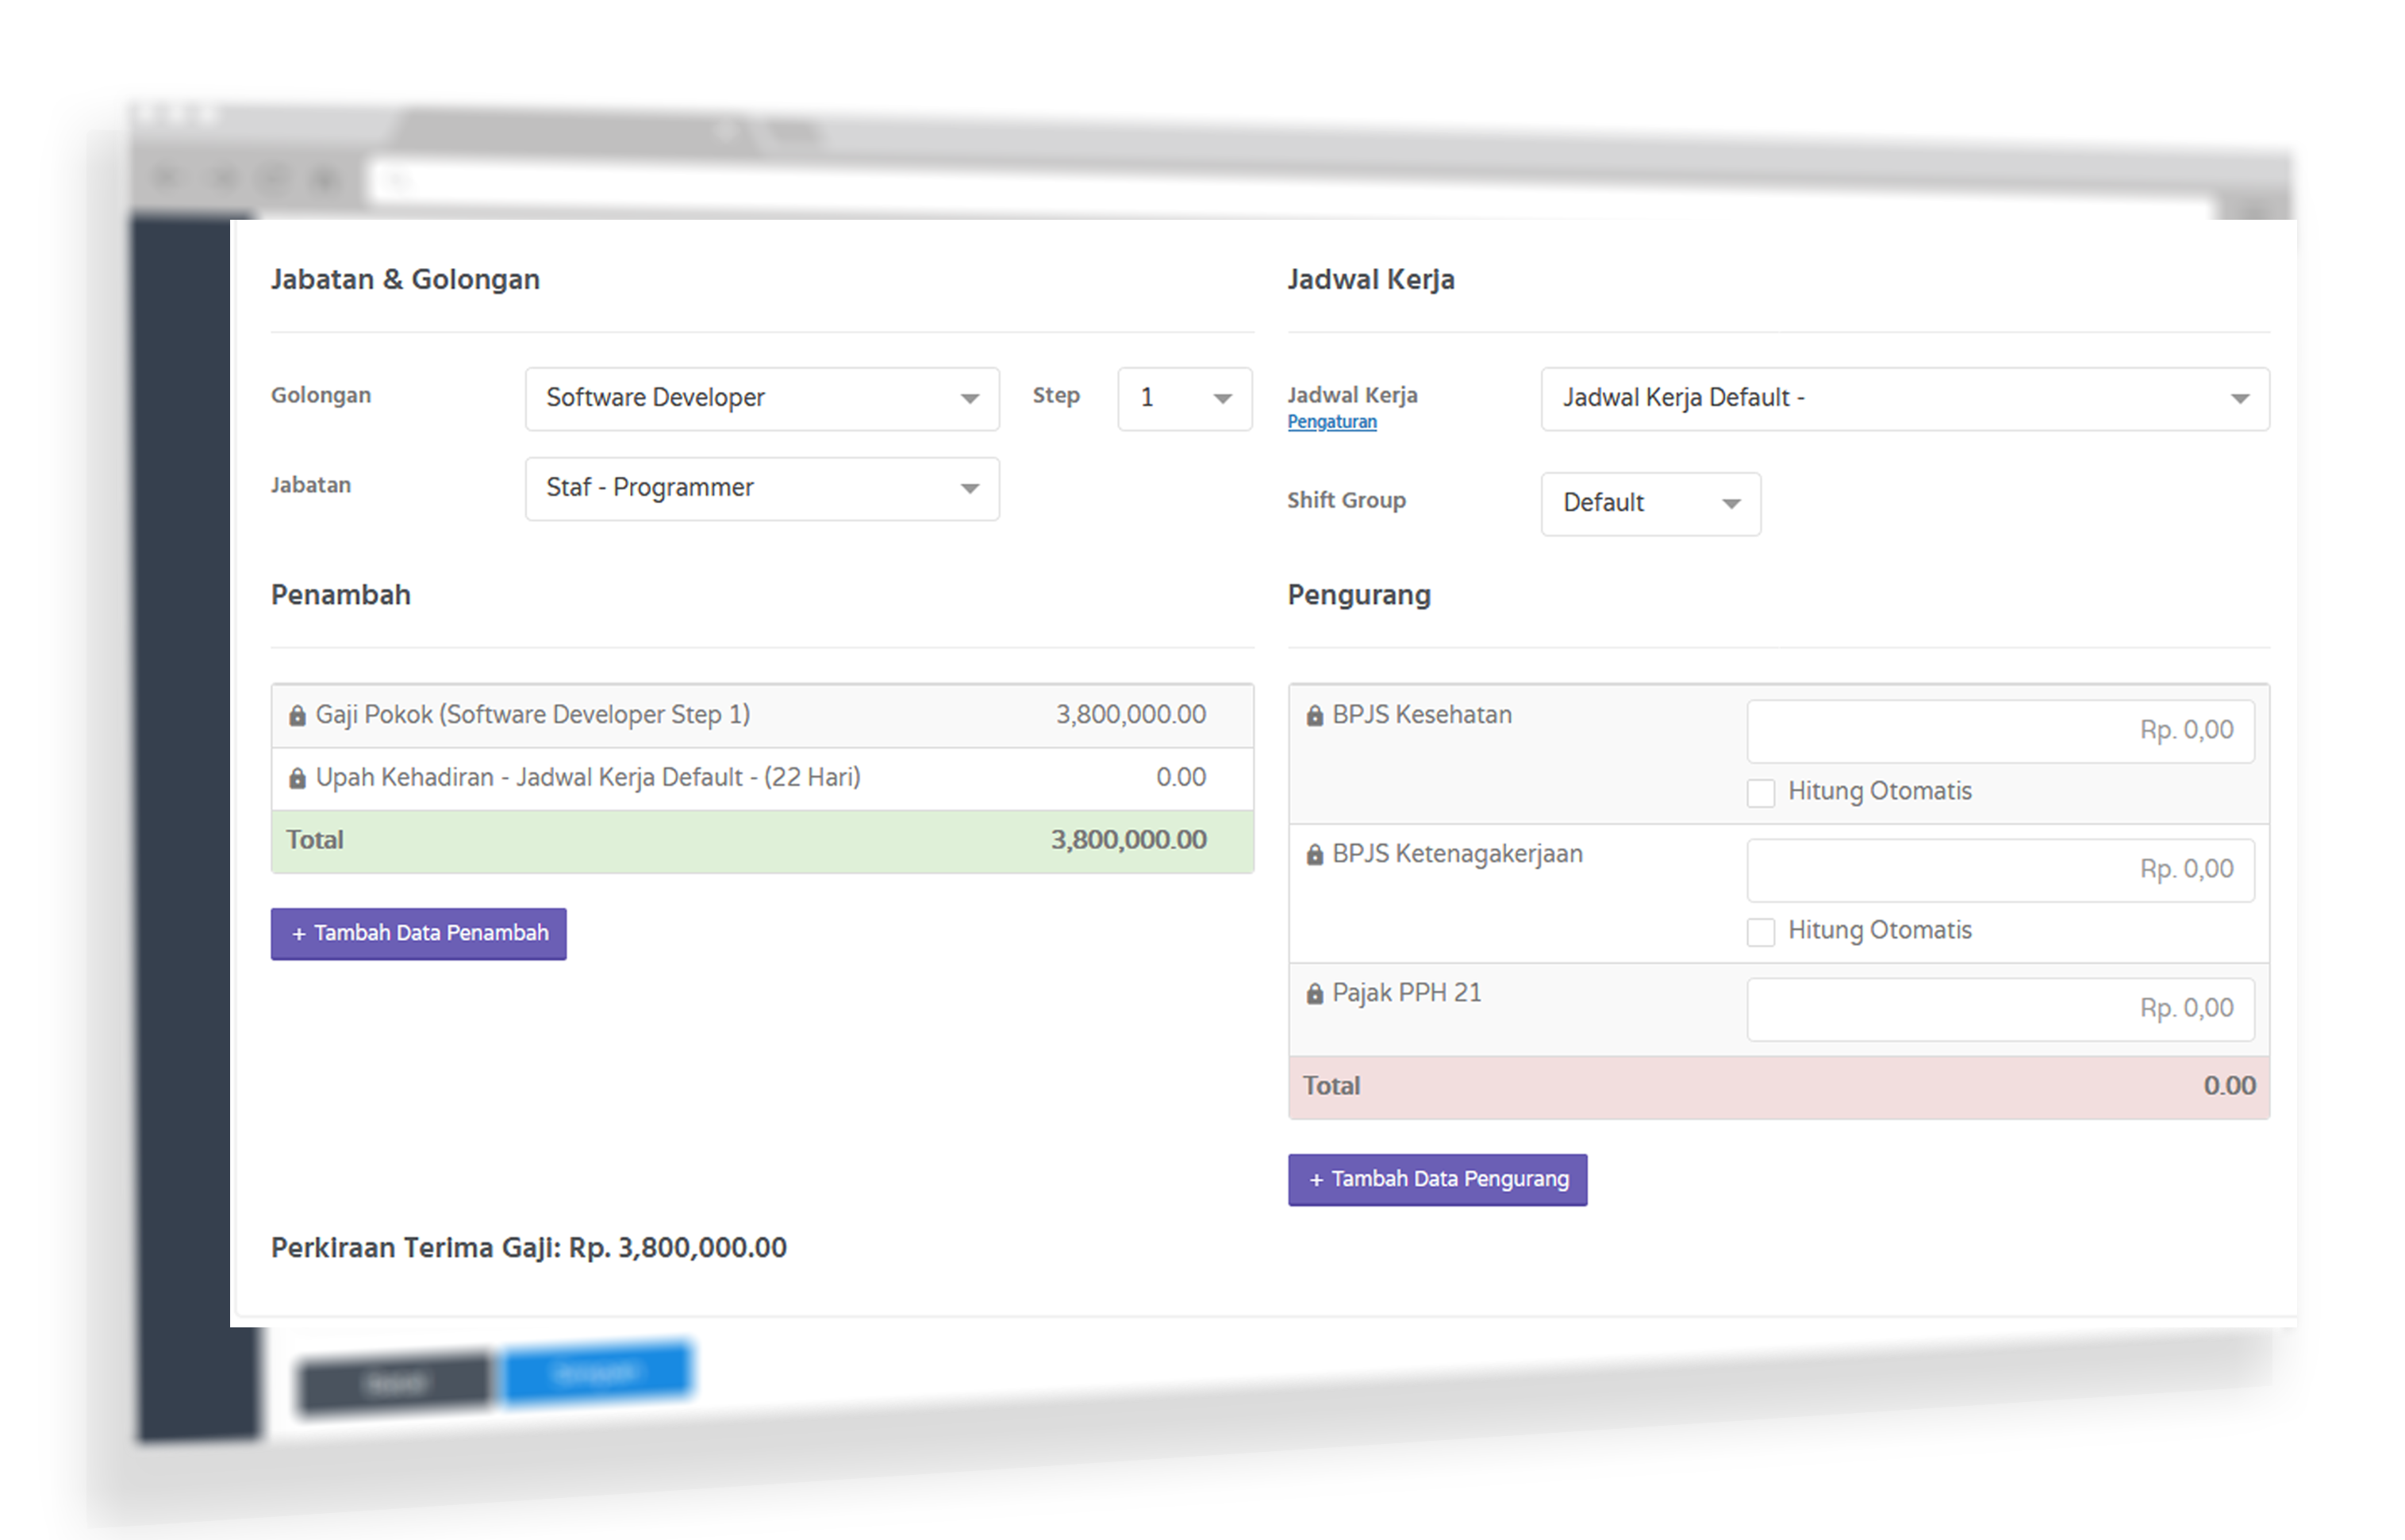 Jabatan & Golongan
Golongan
Software Developer
Step
1
Jabatan
Staf - Programmer
Jadwal Kerja
Jadwal Kerja
Pengaturan
Jadwal Kerja Default -
Shift Group
Default
Penambah
Gaji Pokok (Software Developer Step 1) 3,800,000.00
Upah Kehadiran - Jadwal Kerja Default - (22 Hari) 0.00
Total 3,800,000.00
+ Tambah Data Penambah
Pengurang
BPJS Kesehatan
Rp. 0,00
Hitung Otomatis
BPJS Ketenagakerjaan
Rp. 0,00
Hitung Otomatis
Pajak PPH 21
Rp. 0,00
Total 0.00
+ Tambah Data Pengurang
Perkiraan Terima Gaji: Rp. 3,800,000.00